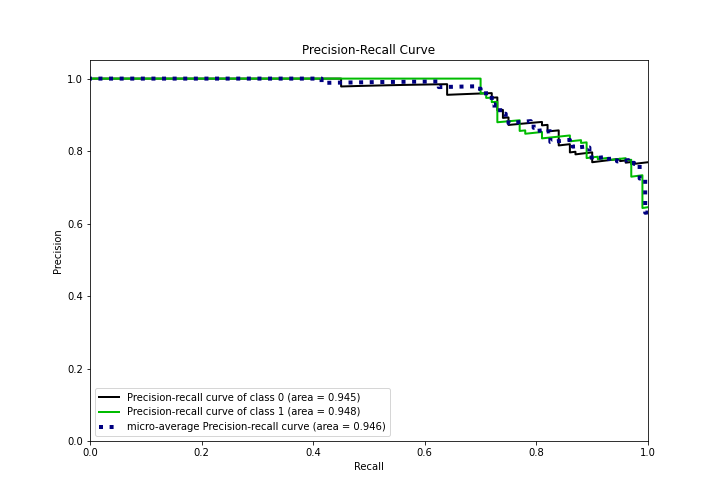 Precision-Recall Curve
1.0
0.8
0.6
0.4
0.2
0.0
Precision
Precision-recall curve of class 0 (area = 0.945)
Precision-recall curve of class 1 (area = 0.948)
micro-average Precision-recall curve (area = 0.946)
0.0 0.2 0.4 0.6 0.8 1.0
Recall